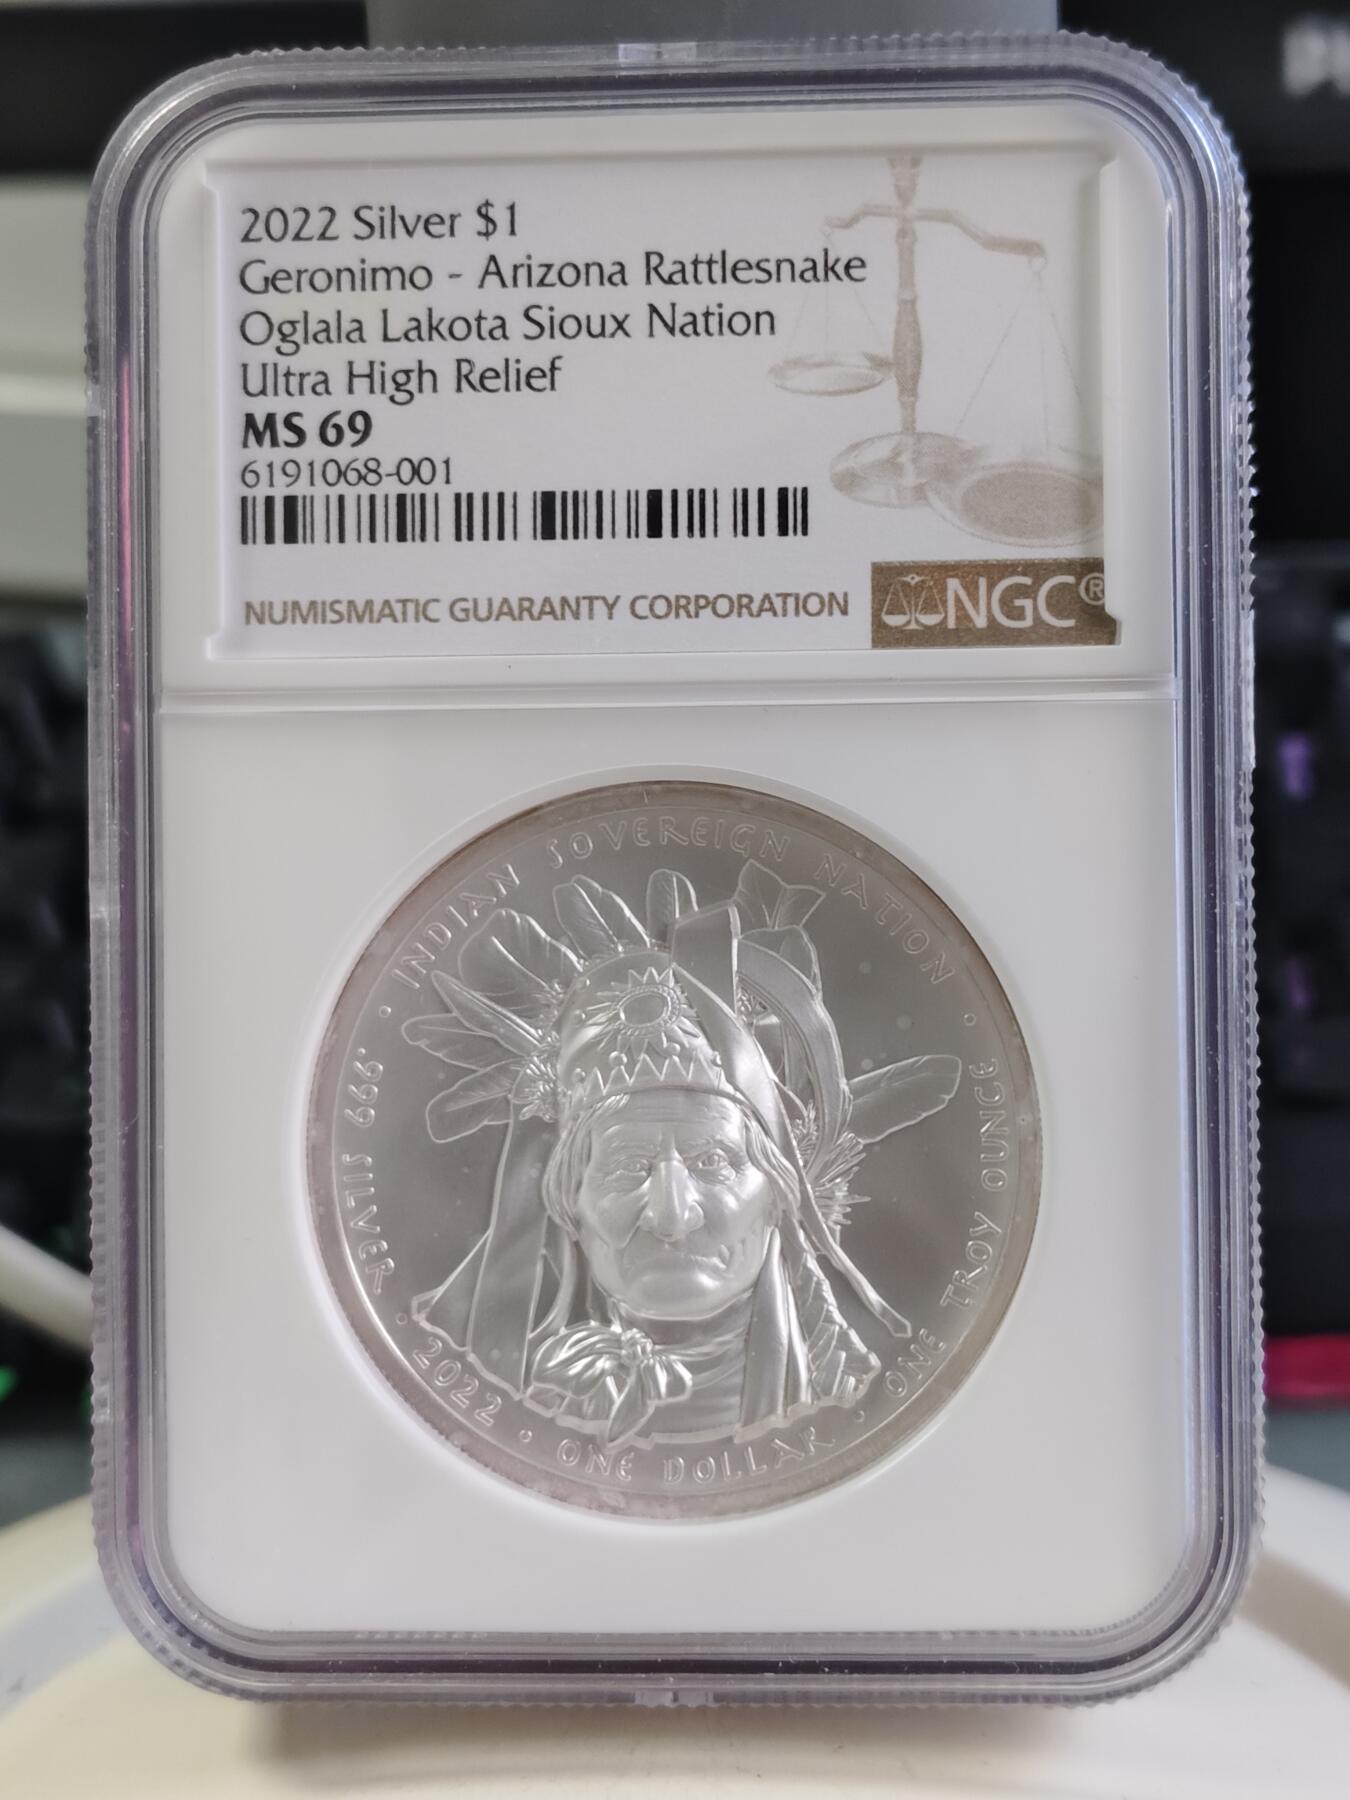 2022 Silver $1
Geronimo - Arizona Rattlesnake
Oglala Lakota Sioux Nation
Ultra High Relief
MS 69
6191068-001
NUMISMATIC GUARANTY CORPORATION
NGC®
· INDIAN SOVEREIGN NATION ·
.999 SILVER · 2022 · ONE DOLLAR · ONE TROY OUNCE